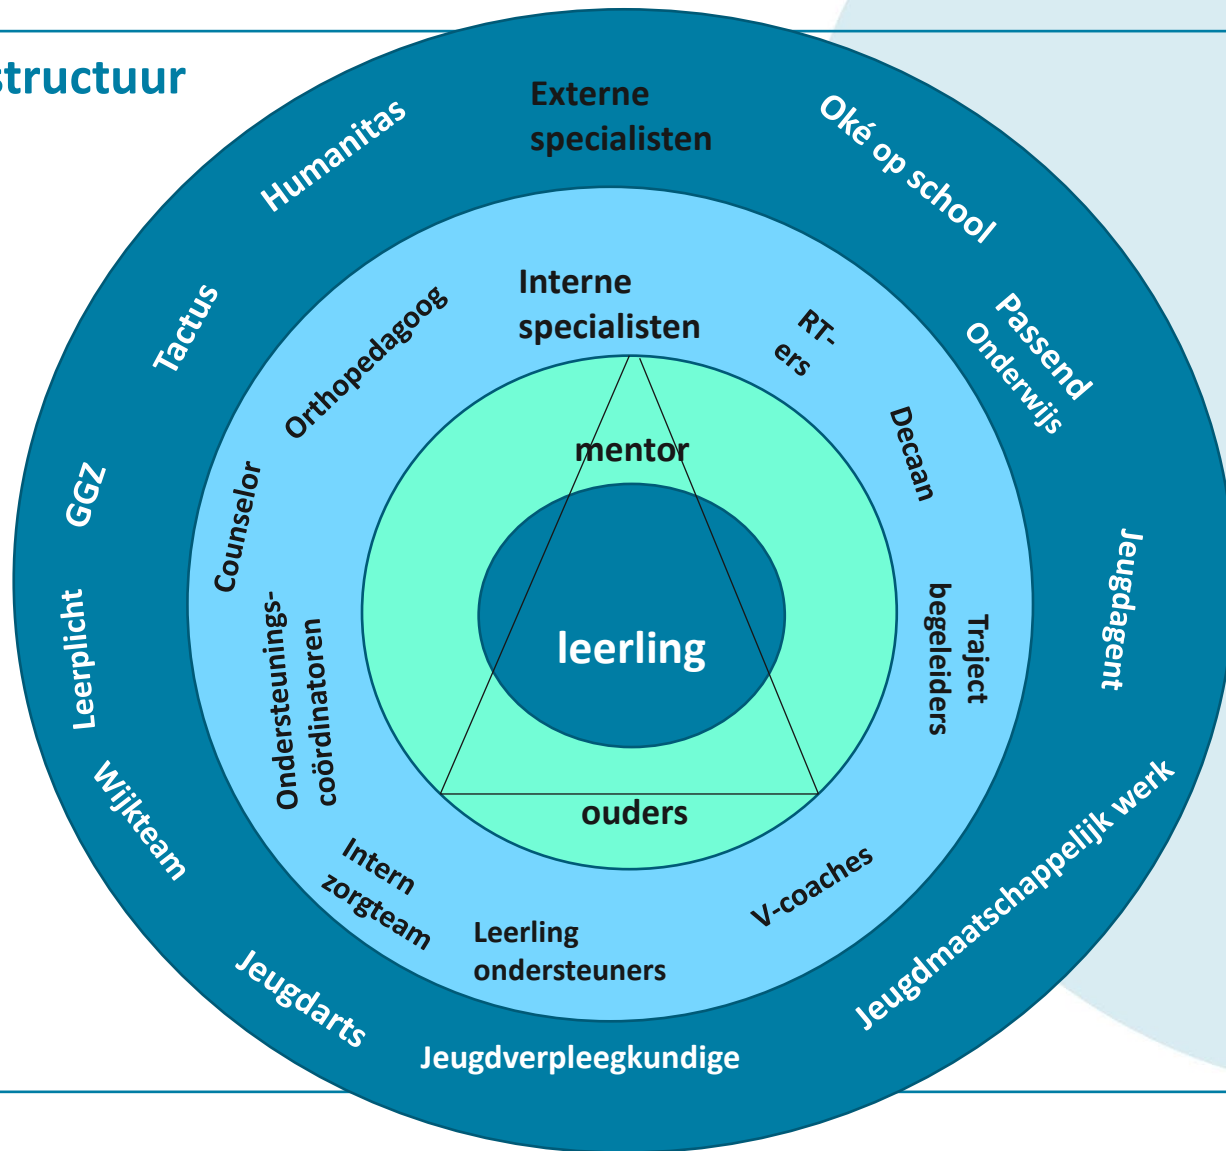 structuur
Externe
specialisten
Humanitas
Oké op school
Tactus
Passend
Onderwijs
GGZ
Jeugdagent
Leerplicht
Wijkteam
Jeugdmaatschappelijk werk
Jeugdarts
Jeugdverpleegkundige
Interne
specialisten
Orthopedagoog
RT-
ers
Decaan
Counselor
Traject
begeleiders
Ondersteunings-
coördinatoren
Intern
zorgteam
V-coaches
Leerling
ondersteuners
mentor
leerling
ouders